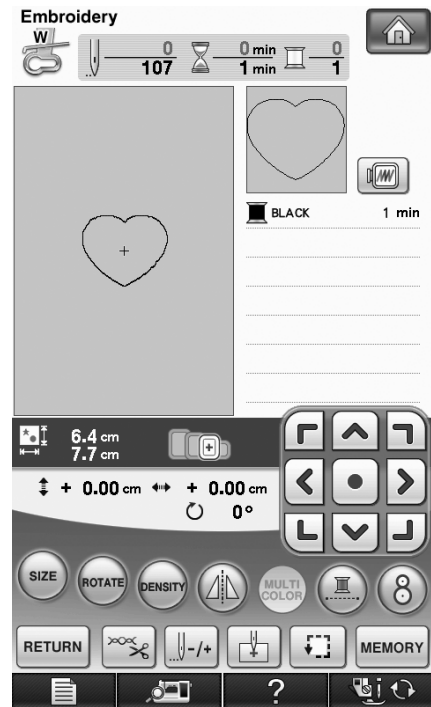 Embroidery
W
0 0 min 0
107 1 min 1
BLACK 1 min
6.4 cm
7.7 cm
+ 0.00 cm + 0.00 cm
0°
SIZE ROTATE DENSITY MULTI COLOR 8
RETURN -/+ MEMORY
?